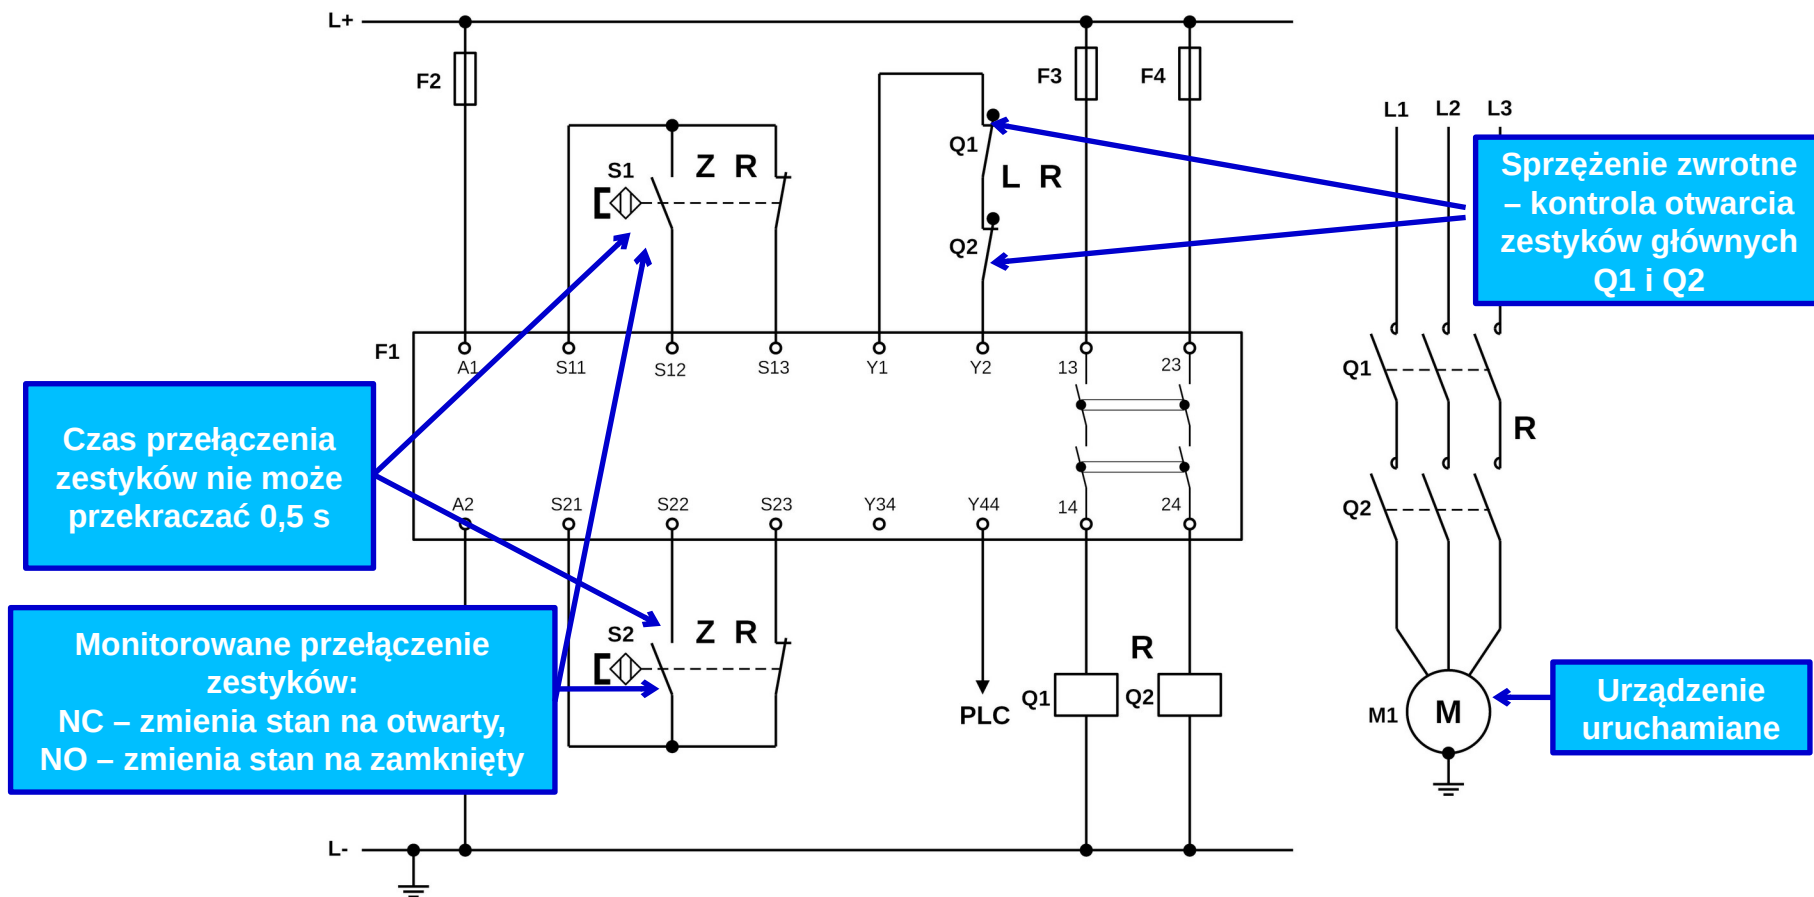 L+
F2
F3
F4
L1
L2
L3
Q1
Z R
S1
L R
Q2
Sprzężenie zwrotne
– kontrola otwarcia
zestyków głównych
Q1 i Q2
F1
A1
S11
S12
S13
Y1
Y2
13
23
Q1
R
Czas przełączenia
zestyków nie może
przekraczać 0,5 s
A2
S21
S22
S23
Y34
Y44
14
24
Q2
Monitorowane przełączenie
zestyków:
NC – zmienia stan na otwarty,
NO – zmienia stan na zamknięty
S2
Z R
R
Q1
Q2
PLC
M1
M
Urządzenie
uruchamiane
L-